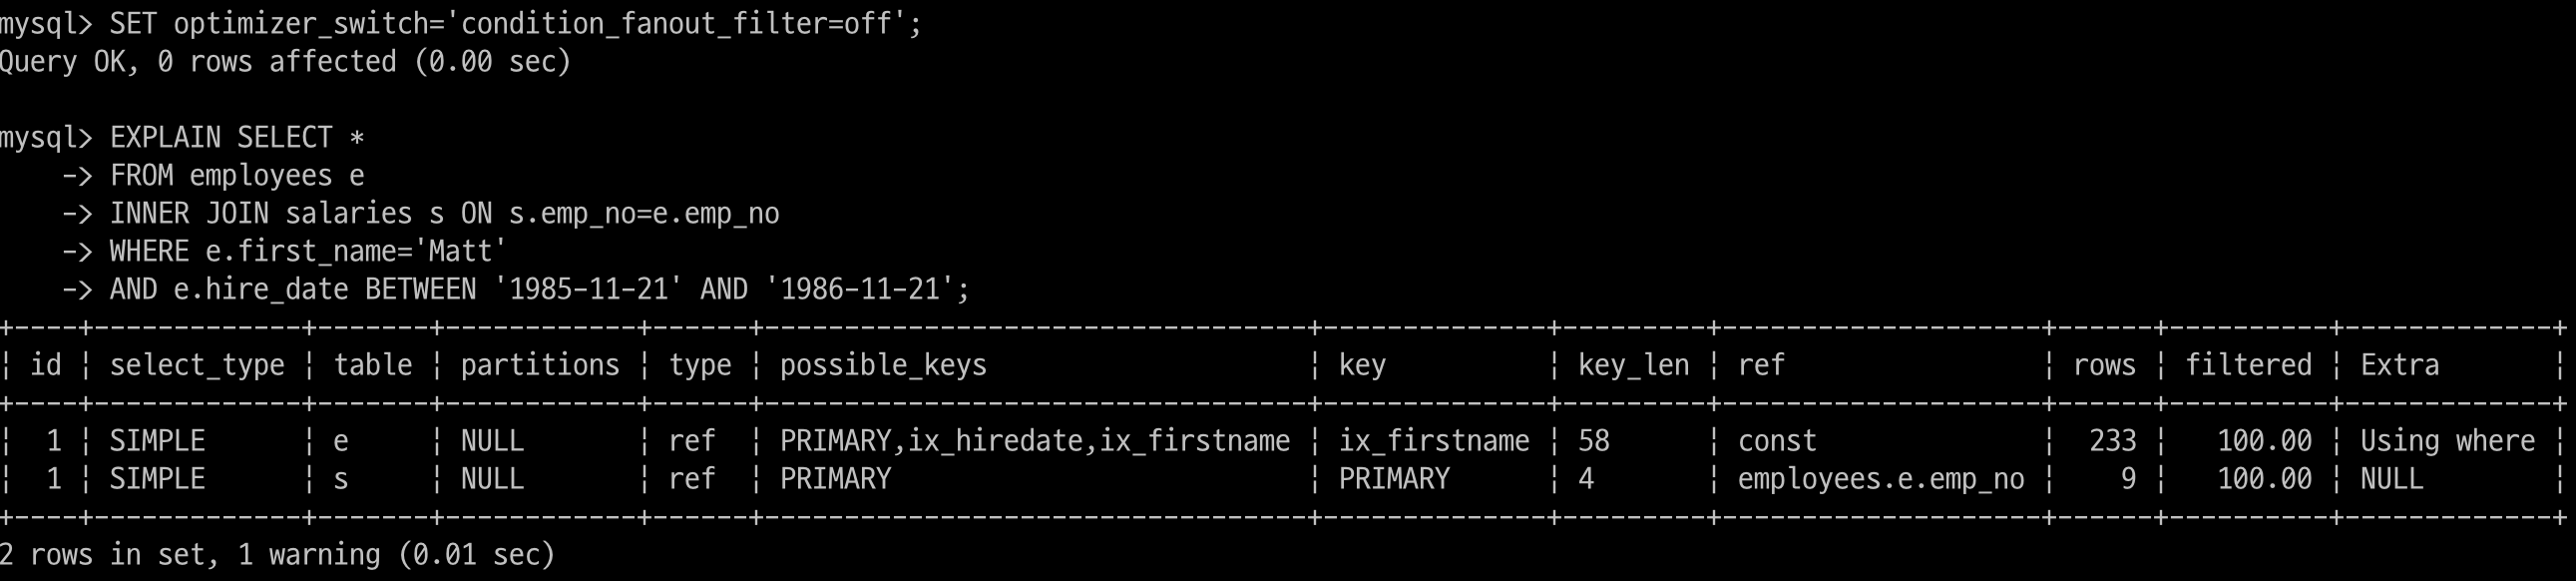 mysql> SET optimizer_switch='condition_fanout_filter=off';
Query OK, 0 rows affected (0.00 sec)
mysql> EXPLAIN SELECT *
    -> FROM employees e
    -> INNER JOIN salaries s ON s.emp_no=e.emp_no
    -> WHERE e.first_name='Matt'
    -> AND e.hire_date BETWEEN '1985-11-21' AND '1986-11-21';
+----+-------------+-------+------------+------+----------------------------------+--------------+---------+--------------------+------+----------+-------------+
| id | select_type | table | partitions | type | possible_keys                    | key          | key_len | ref                | rows | filtered | Extra       |
+----+-------------+-------+------------+------+----------------------------------+--------------+---------+--------------------+------+----------+-------------+
|  1 | SIMPLE      | e     | NULL       | ref  | PRIMARY,ix_hiredate,ix_firstname | ix_firstname | 58      | const              |  233 |   100.00 | Using where |
|  1 | SIMPLE      | s     | NULL       | ref  | PRIMARY                          | PRIMARY      | 4       | employees.e.emp_no |    9 |   100.00 | NULL        |
+----+-------------+-------+------------+------+----------------------------------+--------------+---------+--------------------+------+----------+-------------+
2 rows in set, 1 warning (0.01 sec)